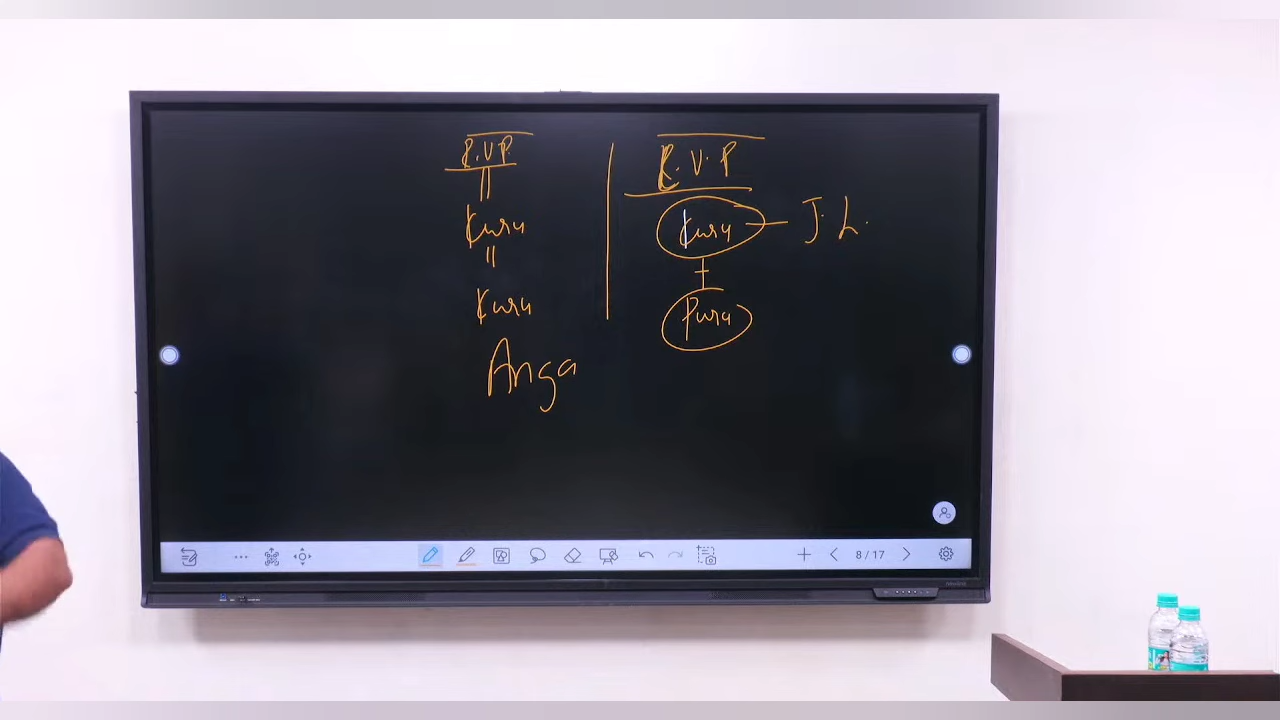 R.V.P.
Kuru
Kuru
Anga
R.V.P
Kuru — J.L.
+
Puru
8/17